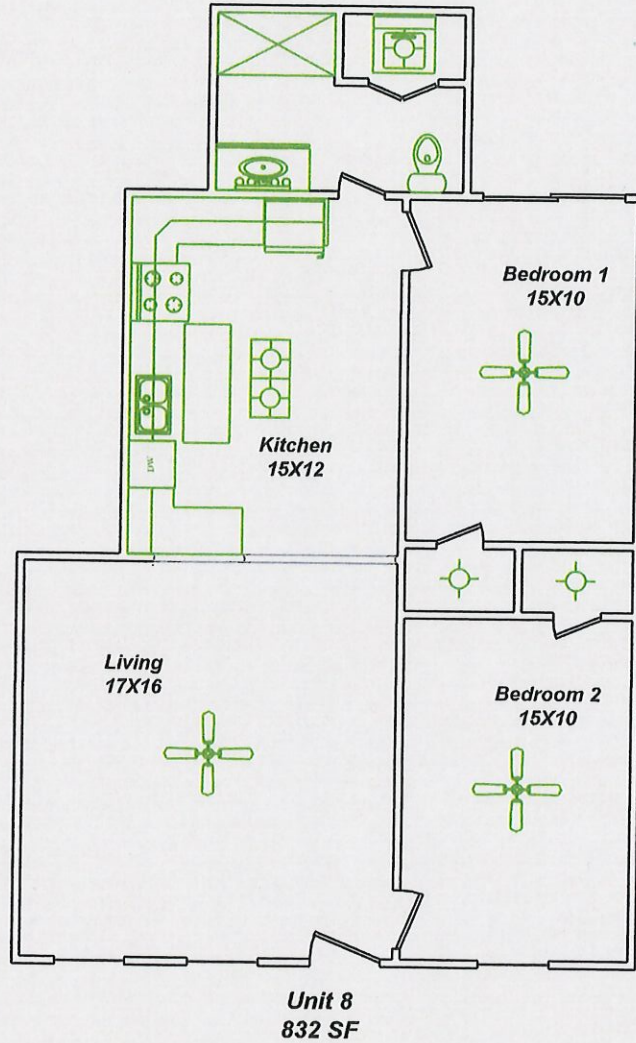 Bedroom 1
15X10
Kitchen
15X12
DW
Living
17X16
Bedroom 2
15X10
Unit 8
832 SF